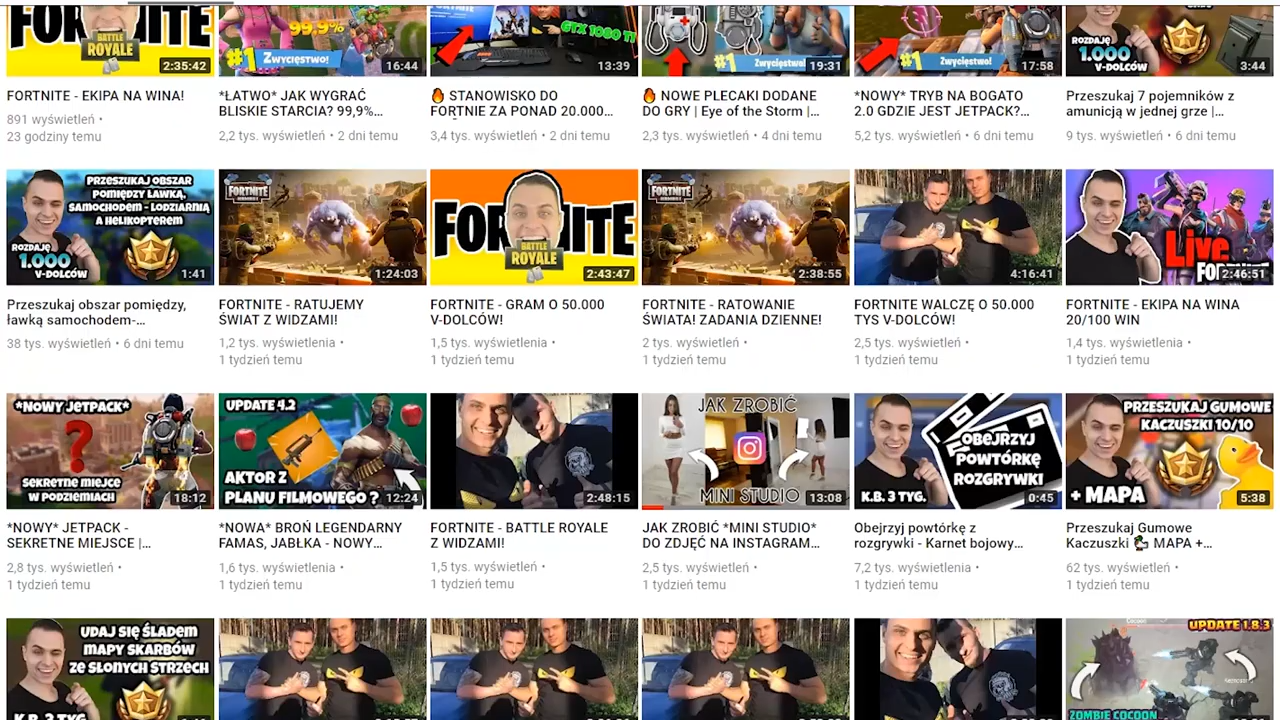 FORTNITE
BATTLE
ROYALE
2:35:42
99.9%
#1 Zwycięstwo!
16:44
GTX 1080 TI
13:39
#1 Zwycięstwo!
19:31
#1 Zwycięstwo!
17:58
ROZDAJĘ
1.000
V-DOLCÓW
3:44
FORTNITE - EKIPA NA WINA!
891 wyświetleń •
23 godziny temu
*ŁATWO* JAK WYGRAĆ
BLISKIE STARCIA? 99,9%...
2,2 tys. wyświetleń • 2 dni temu
🔥 STANOWISKO DO
FORTNIE ZA PONAD 20.000...
3,4 tys. wyświetleń • 2 dni temu
🔥 NOWE PLECAKI DODANE
DO GRY | Eye of the Storm |...
2,3 tys. wyświetleń • 4 dni temu
*NOWY* TRYB NA BOGATO
2.0 GDZIE JEST JETPACK?...
5,2 tys. wyświetleń • 6 dni temu
Przeszukaj 7 pojemników z
amunicją w jednej grze |...
9 tys. wyświetleń • 6 dni temu
PRZESZUKAJ OBSZAR
POMIĘDZY ŁAWKĄ,
SAMOCHODEM - LODZIARNIĄ
A HELIKOPTEREM
ROZDAJĘ
1.000
V-DOLCÓW
1:41
FORTNITE
1:24:03
FORTNITE
BATTLE
ROYALE
2:43:47
FORTNITE
2:38:55
4:16:41
Live
FORTNITE
2:46:51
Przeszukaj obszar pomiędzy,
ławką samochodem-...
38 tys. wyświetleń • 6 dni temu
FORTNITE - RATUJEMY
ŚWIAT Z WIDZAMI!
1,2 tys. wyświetlenia •
1 tydzień temu
FORTNITE - GRAM O 50.000
V-DOLCÓW!
1,5 tys. wyświetlenia •
1 tydzień temu
FORTNITE - RATOWANIE
ŚWIATA! ZADANIA DZIENNE!
2 tys. wyświetleń •
1 tydzień temu
FORTNITE WALCZĘ O 50.000
TYS V-DOLCÓW!
2,5 tys. wyświetleń •
1 tydzień temu
FORTNITE - EKIPA NA WINA
20/100 WIN
1,4 tys. wyświetlenia •
1 tydzień temu
*NOWY JETPACK*
?
SEKRETNE MIEJSCE
W PODZIEMIACH
18:12
UPDATE 4.2
AKTOR Z
PLANU FILMOWEGO ?
12:24
2:48:15
JAK ZROBIĆ
MINI STUDIO
13:08
OBEJRZYJ
POWTÓRKĘ
ROZGRYWKI
K.B. 3 TYG.
0:45
PRZESZUKAJ GUMOWE
KACZUSZKI 10/10
+ MAPA
5:38
*NOWY* JETPACK -
SEKRETNE MIEJSCE |...
2,8 tys. wyświetleń •
1 tydzień temu
*NOWA* BROŃ LEGENDARNY
FAMAS, JABŁKA - NOWY...
1,6 tys. wyświetleń •
1 tydzień temu
FORTNITE - BATTLE ROYALE
Z WIDZAMI!
1,5 tys. wyświetleń •
1 tydzień temu
JAK ZROBIĆ *MINI STUDIO*
DO ZDJĘĆ NA INSTAGRAM...
2,5 tys. wyświetleń •
1 tydzień temu
Obejrzyj powtórkę z
rozgrywki - Karnet bojowy...
7,2 tys. wyświetlenia •
1 tydzień temu
Przeszukaj Gumowe
Kaczuszki 🦆 MAPA +...
62 tys. wyświetleń •
1 tydzień temu
UDAJ SIĘ ŚLADEM
MAPY SKARBÓW
ZE SŁONYCH STRZECH
K.B. 3 TYG.
UPDATE 1.8.3
Cocoon
ZOMBIE COCOON